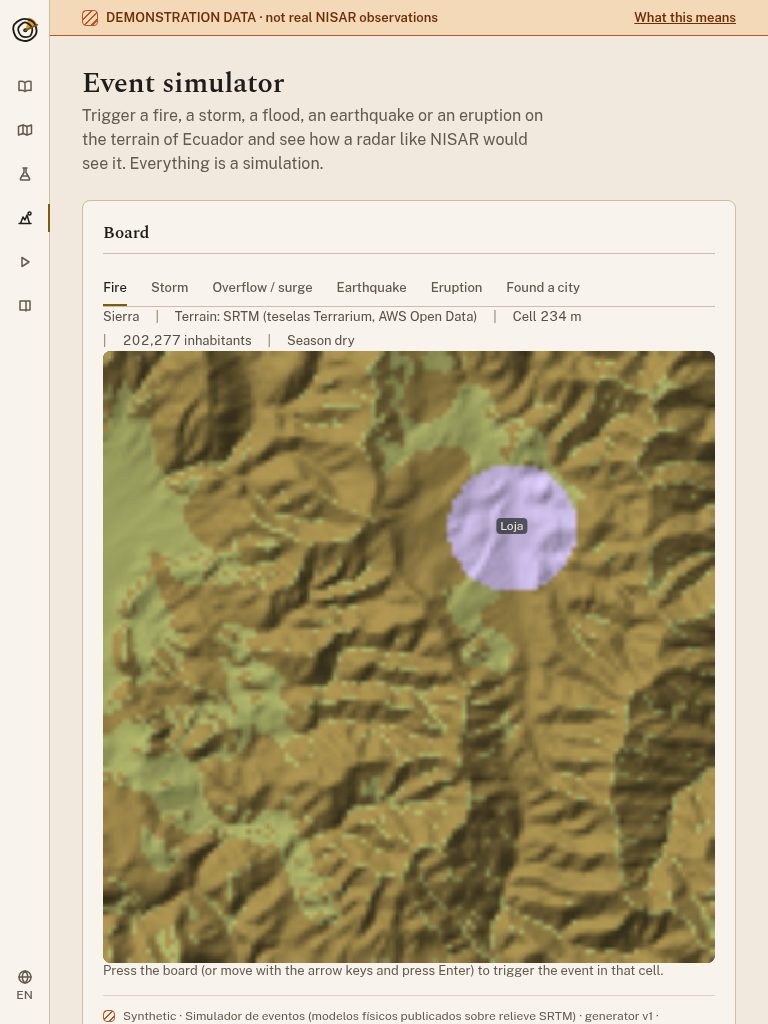 DEMONSTRATION DATA · not real NISAR observations
What this means
Event simulator
Trigger a fire, a storm, a flood, an earthquake or an eruption on
the terrain of Ecuador and see how a radar like NISAR would
see it. Everything is a simulation.
Board
Fire Storm Overflow / surge Earthquake Eruption Found a city
Sierra | Terrain: SRTM (teselas Terrarium, AWS Open Data) | Cell 234 m
| 202,277 inhabitants | Season dry
Loja
Press the board (or move with the arrow keys and press Enter) to trigger the event in that cell.
EN
Synthetic · Simulador de eventos (modelos físicos publicados sobre relieve SRTM) · generator v1 ·